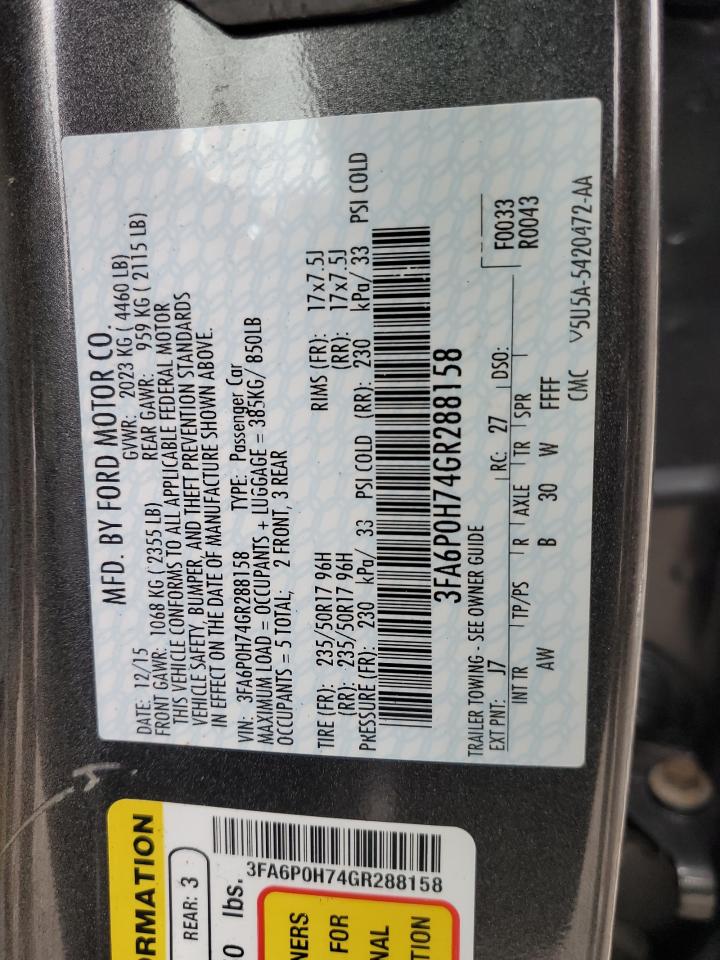 MFD. BY FORD MOTOR CO.
DATE: 12/15 GVWR: 2023 KG ( 4460 LB)
FRONT GAWR: 1068 KG ( 2355 LB) REAR GAWR: 959 KG ( 2115 LB)
THIS VEHICLE CONFORMS TO ALL APPLICABLE FEDERAL MOTOR
VEHICLE SAFETY, BUMPER, AND THEFT PREVENTION STANDARDS
IN EFFECT ON THE DATE OF MANUFACTURE SHOWN ABOVE.
VIN: 3FA6P0H74GR288158 TYPE: Passenger Car
MAXIMUM LOAD = OCCUPANTS + LUGGAGE = 385KG/ 850LB
OCCUPANTS = 5 TOTAL; 2 FRONT, 3 REAR
TIRE (FR): 235/50R17 96H RIMS (FR): 17x7.5J
(RR): 235/50R17 96H (RR): 17x7.5J
PRESSURE (FR): 230 kPa/ 33 PSI COLD (RR): 230 kPa/ 33 PSI COLD
3FA6P0H74GR288158
TRAILER TOWING - SEE OWNER GUIDE
F0033
R0043
EXT PNT: J7 RC: 27 DSO:
INT TR TP/PS R AXLE TR SPR
AW B 30 W FFFF
CMC V5U5A-5420472-AA
ORMATION
REAR: 3
0 lbs.
3FA6P0H74GR288158
NERS
FOR
NAL
TION